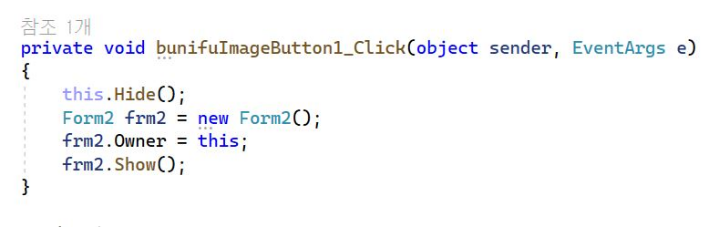 참조 1개
private void bunifuImageButton1_Click(object sender, EventArgs e)
{
    this.Hide();
    Form2 frm2 = new Form2();
    frm2.Owner = this;
    frm2.Show();
}